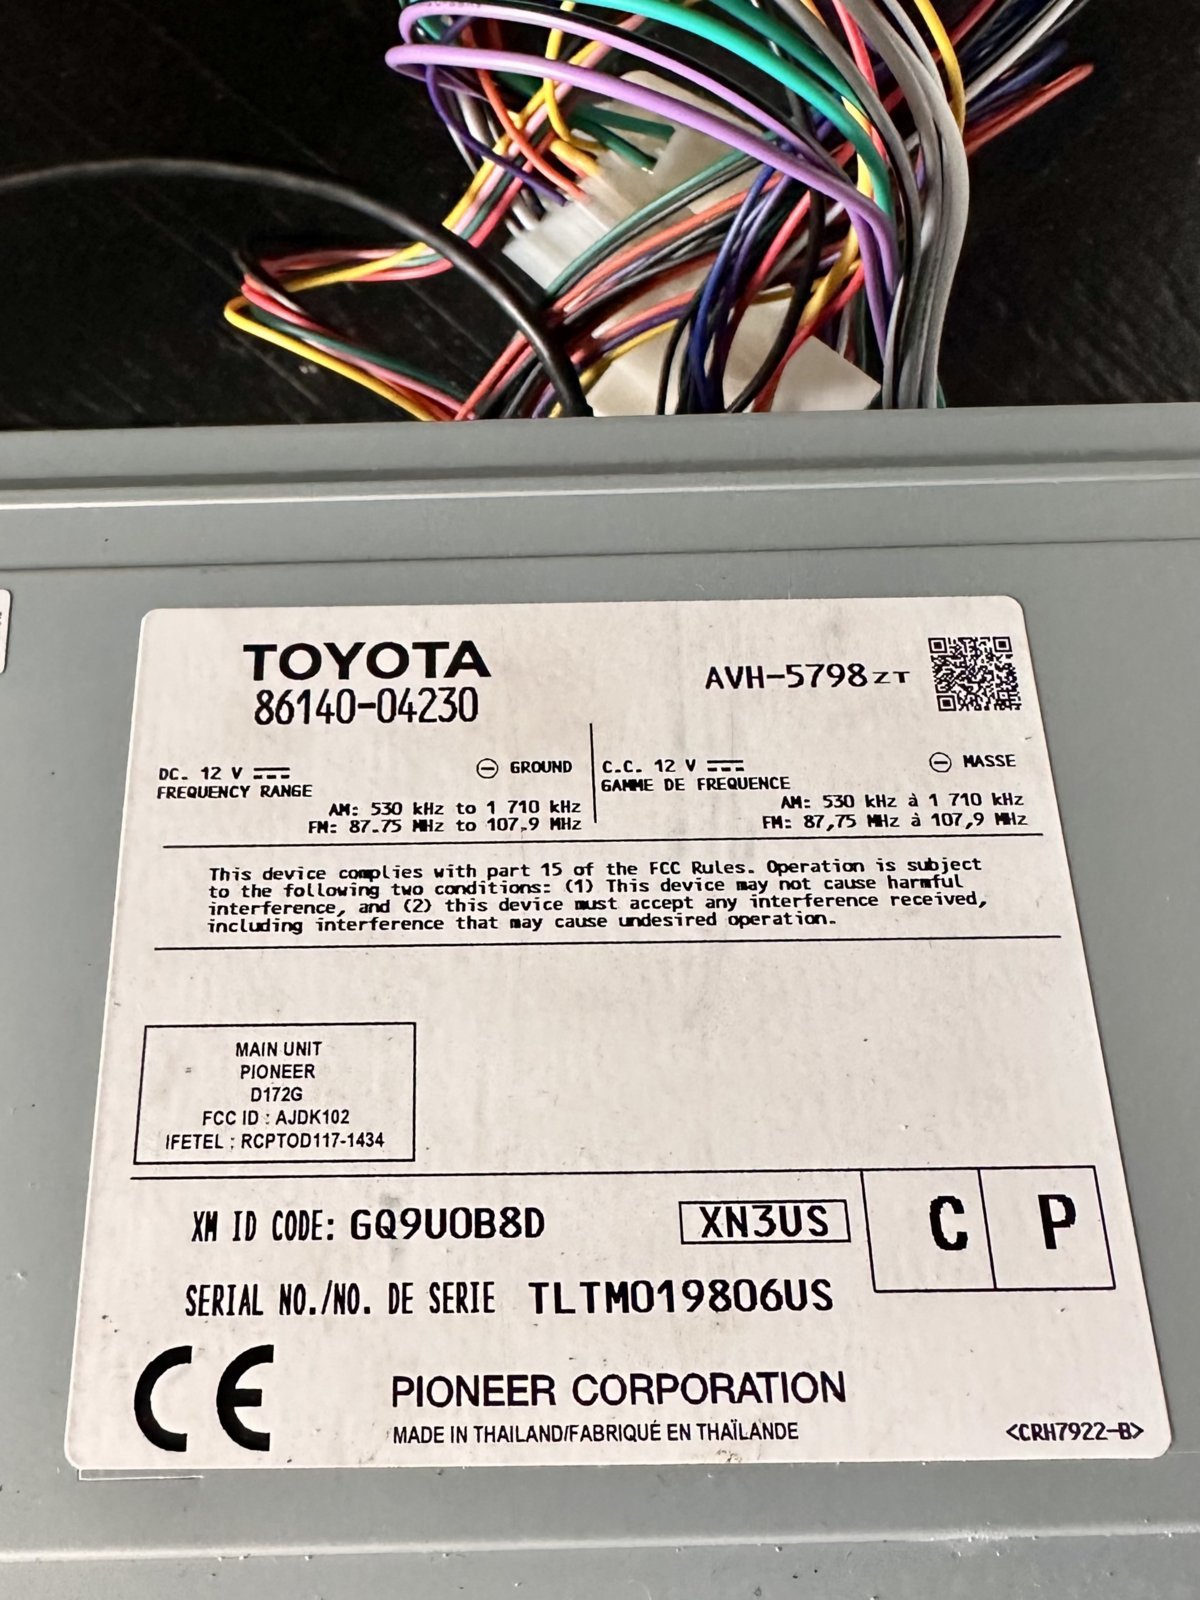 TOYOTA
86140-04230
AVH-5798ZT
DC. 12 V
GROUND
FREQUENCY RANGE
AM: 530 kHz to 1 710 kHz
FM: 87.75 MHz to 107.9 MHz
C.C. 12 V
MASSE
GAMME DE FREQUENCE
AM: 530 kHz à 1 710 kHz
FM: 87,75 MHz à 107,9 MHz
This device complies with part 15 of the FCC Rules. Operation is subject
to the following two conditions: (1) This device may not cause harmful
interference, and (2) this device must accept any interference received,
including interference that may cause undesired operation.
MAIN UNIT
PIONEER
D172G
FCC ID : AJDK102
IFETEL : RCPTOD117-1434
XM ID CODE: GQ9U0B8D
XN3US
C P
SERIAL NO./NO. DE SERIE TLTM019806US
CE
PIONEER CORPORATION
MADE IN THAILAND/FABRIQUÉ EN THAÏLANDE
<CRH7922-B>